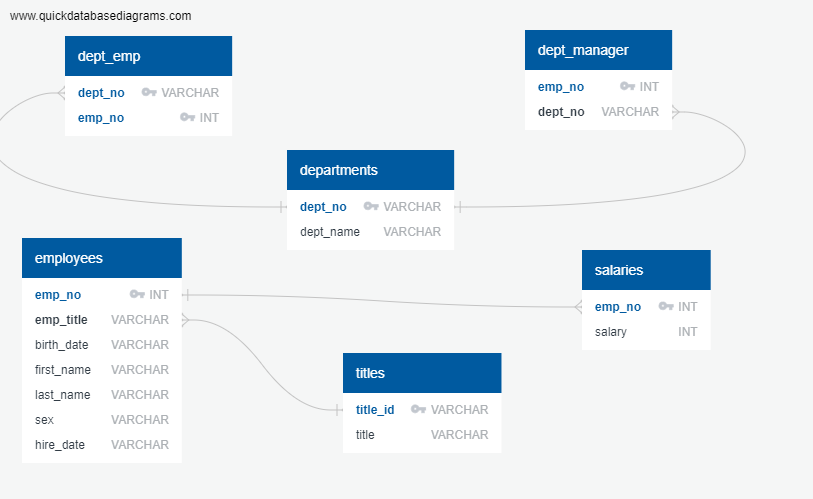 www.quickdatabasediagrams.com
dept_emp
dept_no VARCHAR
emp_no INT
dept_manager
emp_no INT
dept_no VARCHAR
departments
dept_no VARCHAR
dept_name VARCHAR
employees
emp_no INT
emp_title VARCHAR
birth_date VARCHAR
first_name VARCHAR
last_name VARCHAR
sex VARCHAR
hire_date VARCHAR
salaries
emp_no INT
salary INT
titles
title_id VARCHAR
title VARCHAR